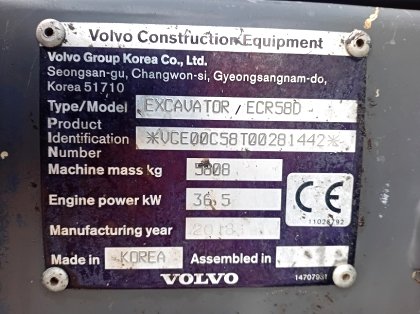 Volvo Construction Equipment
Volvo Group Korea Co., Ltd.
Seongsan-gu, Changwon-si, Gyeongsangnam-do,
Korea 51710
Type/Model EXCAVATOR/ECR58D
Product
Identification *VCE00C58T00281442*
Number
Machine mass kg 5808
Engine power kW 36.5
Manufacturing year
Made in KOREA Assembled in
CE
11026792
VOLVO
14707931